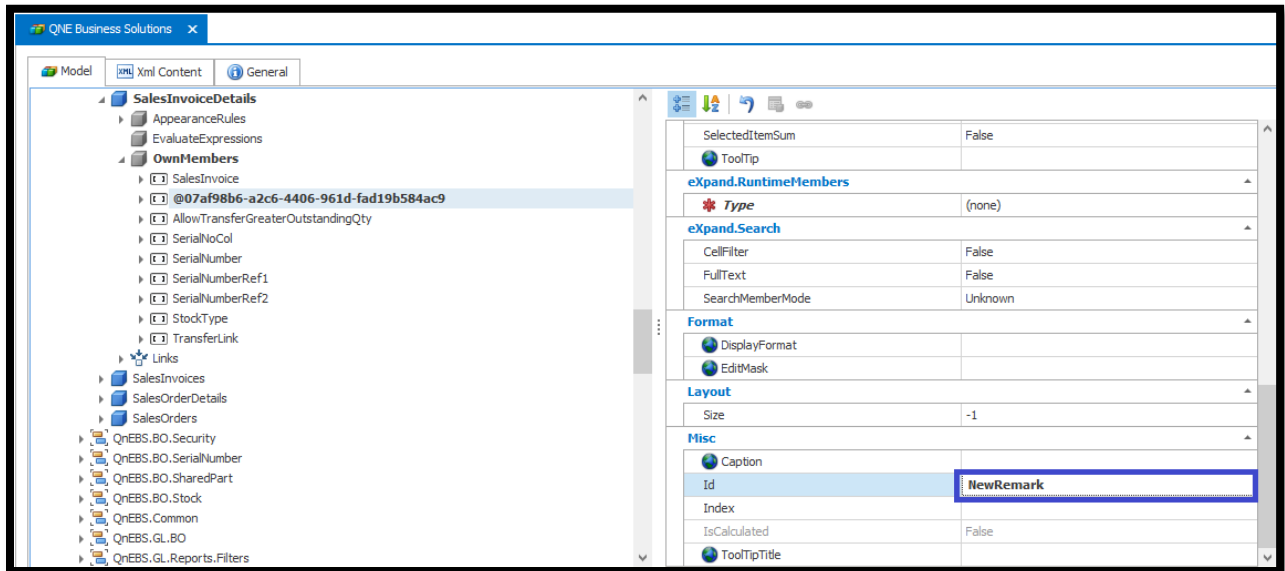 QNE Business Solutions X
Model
XML Xml Content
General
SalesInvoiceDetails
AppearanceRules
EvaluateExpressions
OwnMembers
SalesInvoice
@07af98b6-a2c6-4406-961d-fad19b584ac9
AllowTransferGreaterOutstandingQty
SerialNoCol
SerialNumber
SerialNumberRef1
SerialNumberRef2
StockType
TransferLink
Links
SalesInvoices
SalesOrderDetails
SalesOrders
QnEBS.BO.Security
QnEBS.BO.SerialNumber
QnEBS.BO.SharedPart
QnEBS.BO.Stock
QnEBS.Common
QnEBS.GL.BO
QnEBS.GL.Reports.Filters
SelectedItemSum False
ToolTip
eXpand.RuntimeMembers
Type (none)
eXpand.Search
CellFilter False
FullText False
SearchMemberMode Unknown
Format
DisplayFormat
EditMask
Layout
Size -1
Misc
Caption
Id NewRemark
Index
IsCalculated False
ToolTipTitle